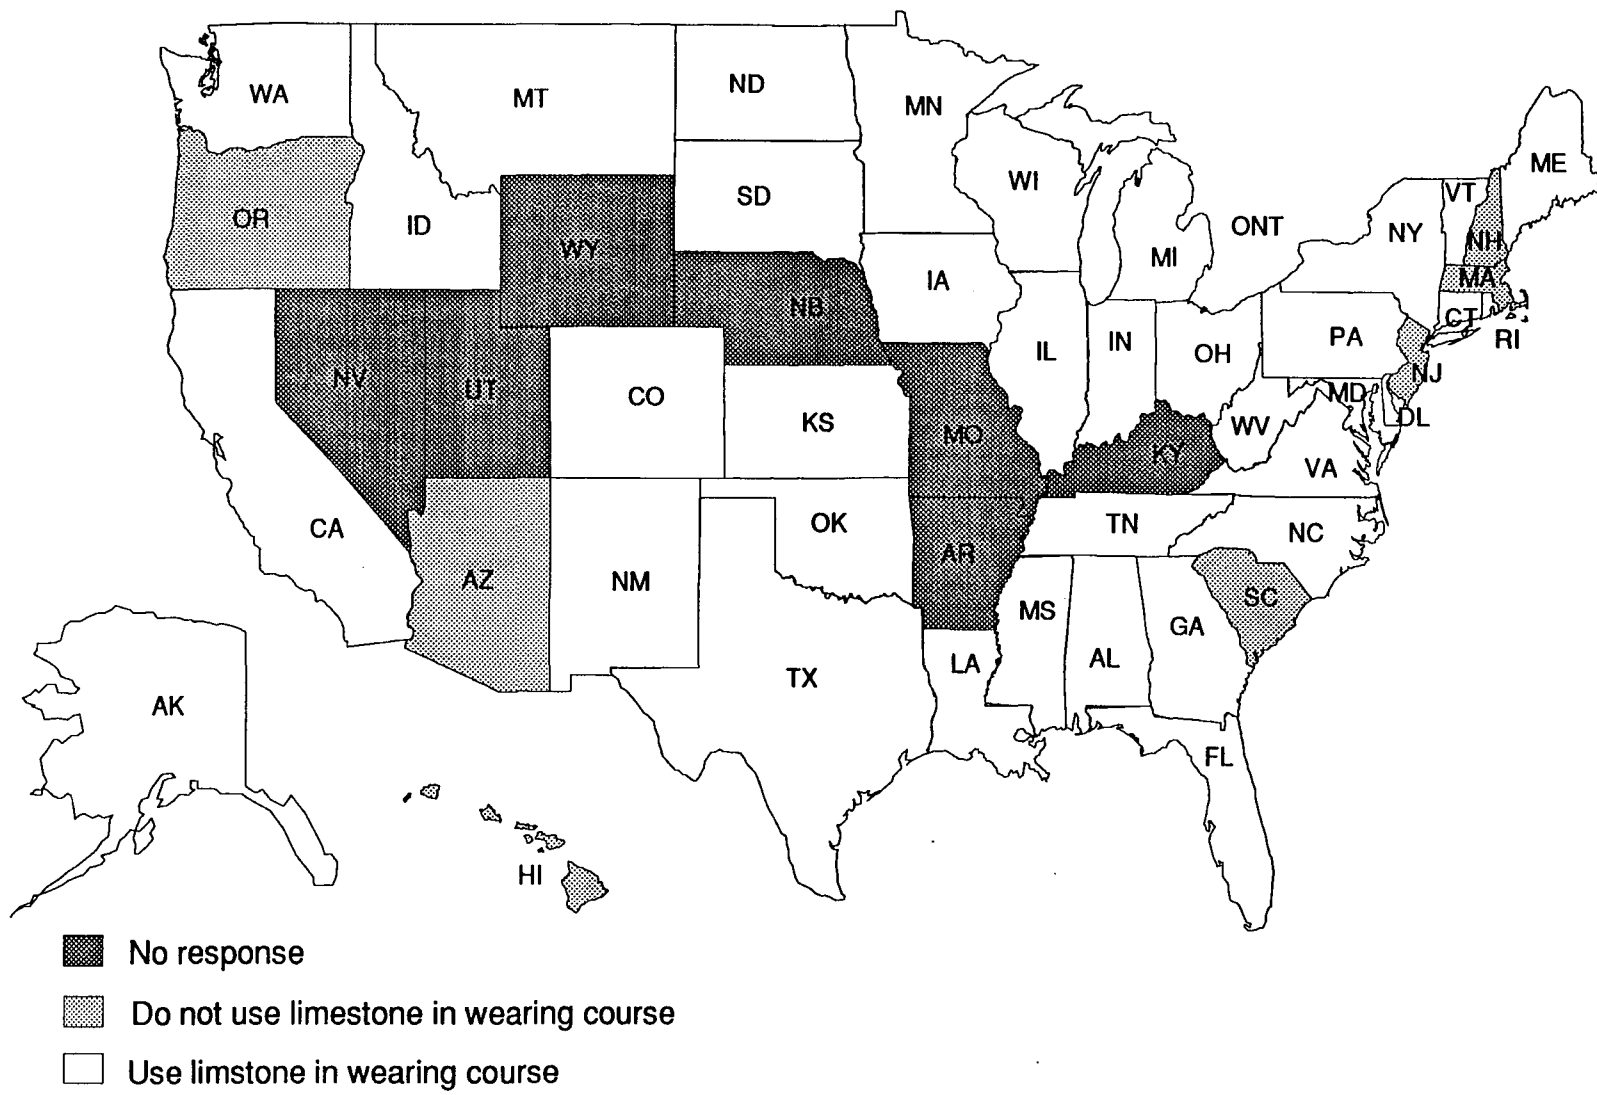 WA
MT
ND
MN
ME
WI
VT
SD
OR
ID
ONT
NY
NH
WY
MI
MA
IA
NB
CT
RI
PA
IL
IN
OH
NV
UT
CO
NJ
MD
DL
KS
MO
WV
KY
VA
CA
OK
TN
NC
AR
AZ
NM
SC
MS
GA
LA
AL
TX
AK
FL
HI
No response
Do not use limestone in wearing course
Use limstone in wearing course